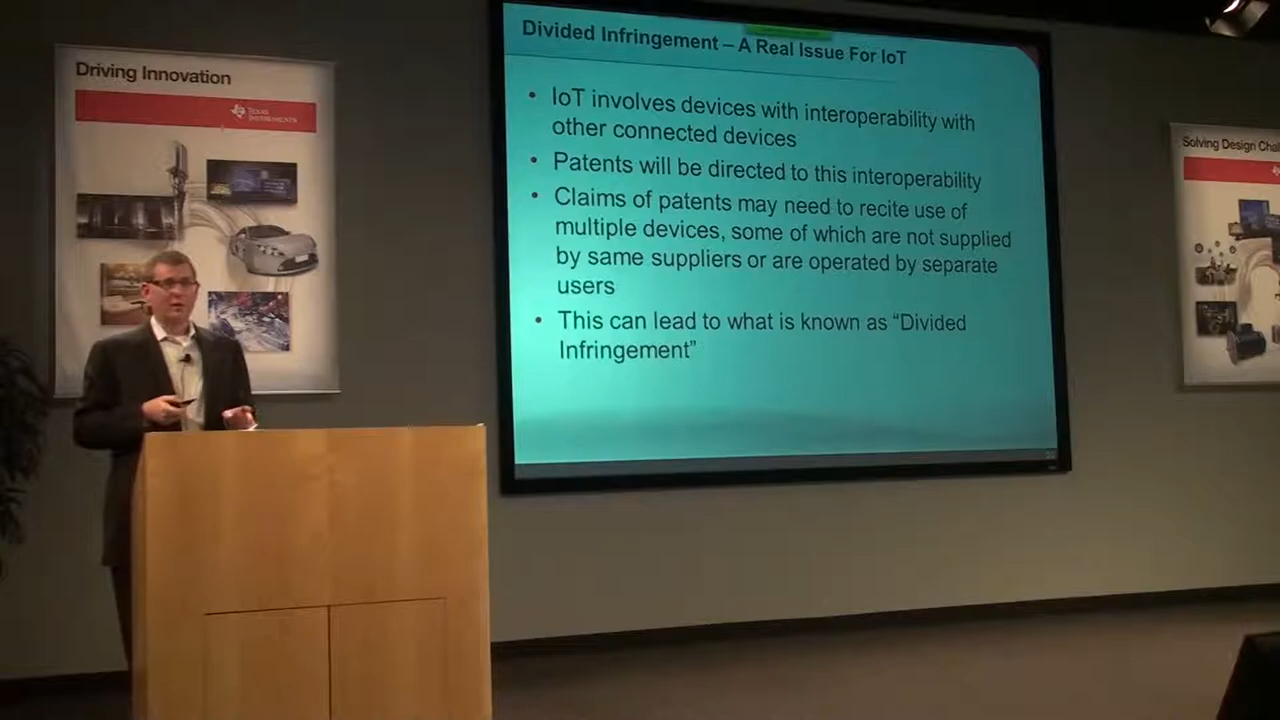 Driving Innovation
TEXAS
INSTRUMENTS
Divided Infringement – A Real Issue For IoT
• IoT involves devices with interoperability with
other connected devices
• Patents will be directed to this interoperability
• Claims of patents may need to recite use of
multiple devices, some of which are not supplied
by same suppliers or are operated by separate
users
• This can lead to what is known as “Divided
Infringement”
Solving Design Chal